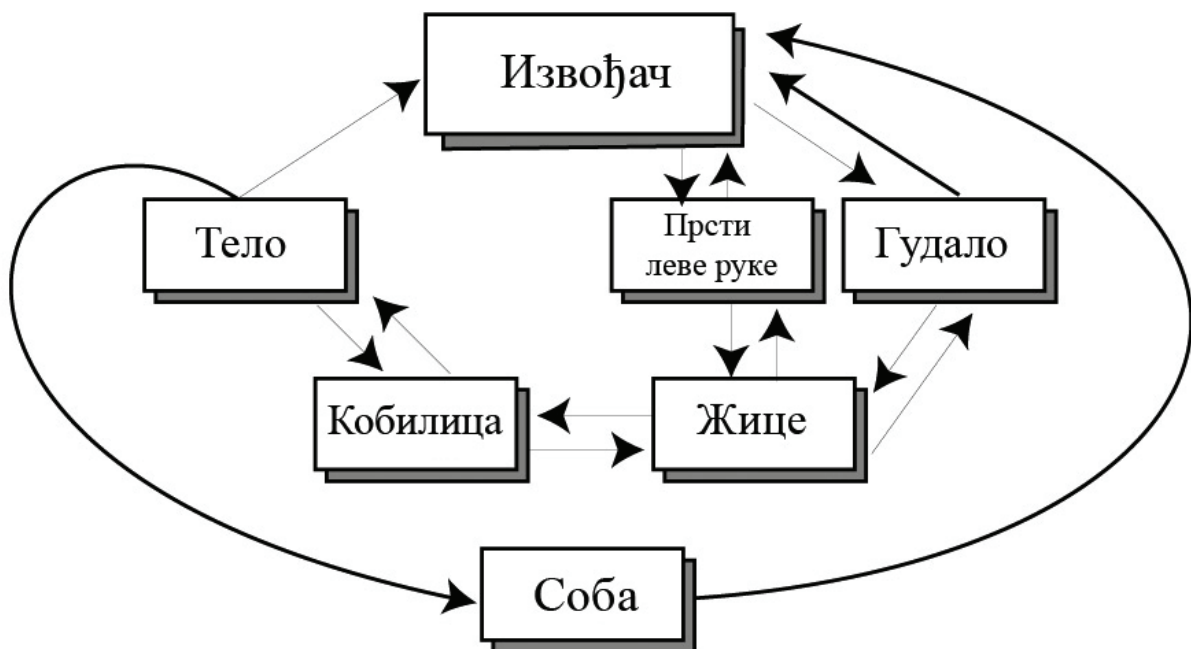 Извођач
Тело
Прсти
леве руке
Гудало
Кобилица
Жице
Соба